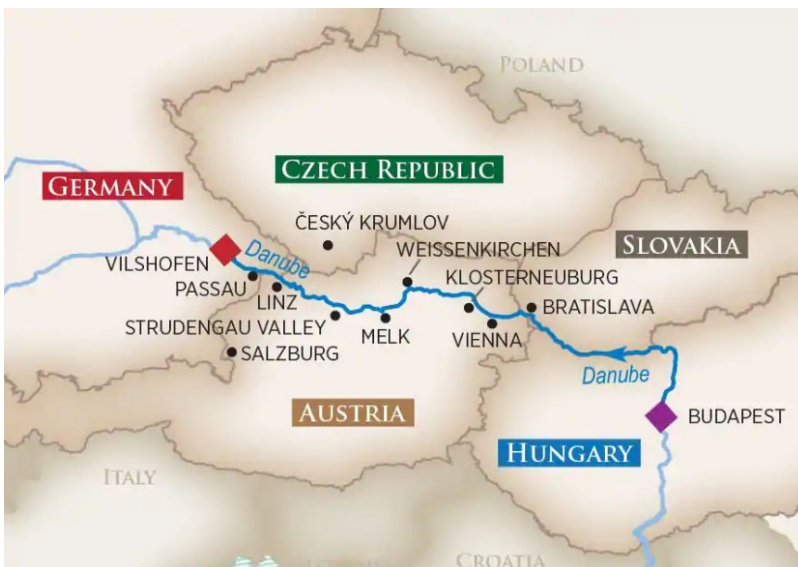 POLAND
CZECH REPUBLIC
GERMANY
ČESKÝ KRUMLOV
WEISSENKIRCHEN
SLOVAKIA
Danube
VILSHOFEN
KLOSTERNEUBURG
PASSAU
LINZ
BRATISLAVA
STRUDENGAU VALLEY
MELK
VIENNA
SALZBURG
Danube
AUSTRIA
BUDAPEST
HUNGARY
ITALY
CROATIA